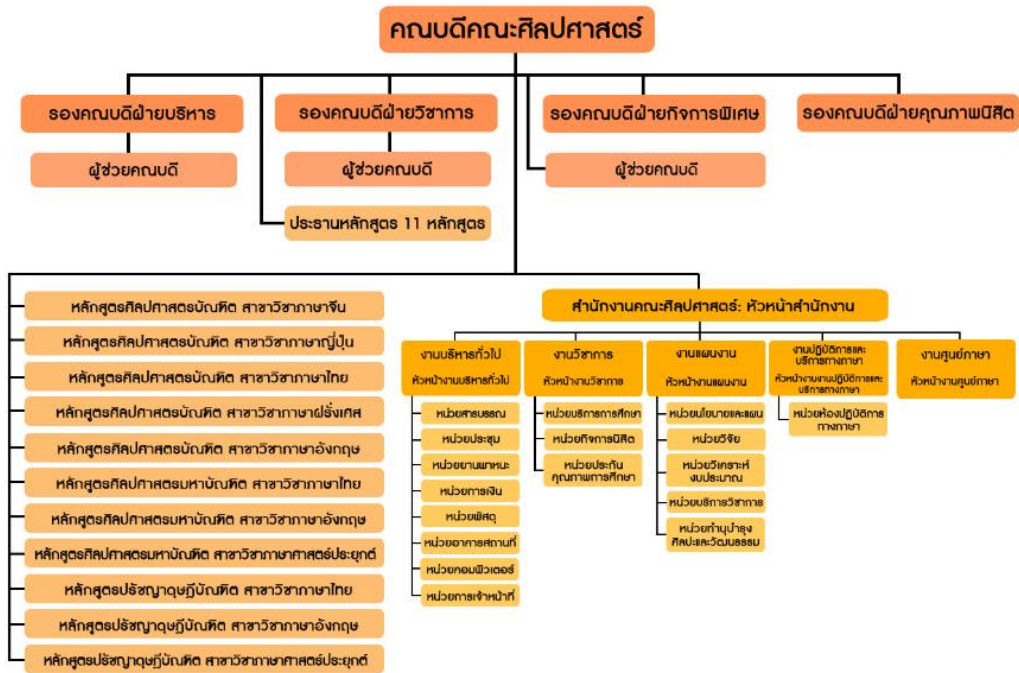 คณบดีคณะศิลปศาสตร์
รองคณบดีฝ่ายบริหาร
รองคณบดีฝ่ายวิชาการ
รองคณบดีฝ่ายกิจการพิเศษ
รองคณบดีฝ่ายคุณภาพนิสิต
ผู้ช่วยคณบดี
ผู้ช่วยคณบดี
ผู้ช่วยคณบดี
ประธานหลักสูตร 11 หลักสูตร
หลักสูตรศิลปศาสตรบัณฑิต สาขาวิชาภาษาจีน
หลักสูตรศิลปศาสตรบัณฑิต สาขาวิชาภาษาญี่ปุ่น
หลักสูตรศิลปศาสตรบัณฑิต สาขาวิชาภาษาไทย
หลักสูตรศิลปศาสตรบัณฑิต สาขาวิชาภาษาฝรั่งเศส
หลักสูตรศิลปศาสตรบัณฑิต สาขาวิชาภาษาอังกฤษ
หลักสูตรศิลปศาสตรมหาบัณฑิต สาขาวิชาภาษาไทย
หลักสูตรศิลปศาสตรมหาบัณฑิต สาขาวิชาภาษาอังกฤษ
หลักสูตรศิลปศาสตรมหาบัณฑิต สาขาวิชาภาษาศาสตร์ประยุกต์
หลักสูตรปรัชญาดุษฎีบัณฑิต สาขาวิชาภาษาไทย
หลักสูตรปรัชญาดุษฎีบัณฑิต สาขาวิชาภาษาอังกฤษ
หลักสูตรปรัชญาดุษฎีบัณฑิต สาขาวิชาภาษาศาสตร์ประยุกต์
สำนักงานคณะศิลปศาสตร์: หัวหน้าสำนักงาน
งานบริหารทั่วไป
หัวหน้างานบริหารทั่วไป
หน่วยสารบรรณ
หน่วยประชุม
หน่วยยานพาหนะ
หน่วยการเงิน
หน่วยพัสดุ
หน่วยอาคารสถานที่
หน่วยคอมพิวเตอร์
หน่วยการเจ้าหน้าที่
งานวิชาการ
หัวหน้างานวิชาการ
หน่วยบริการการศึกษา
หน่วยกิจการนิสิต
หน่วยประกัน
คุณภาพการศึกษา
งานแผนงาน
หัวหน้างานแผนงาน
หน่วยนโยบายและแผน
หน่วยวิจัย
หน่วยวิเคราะห์
งบประมาณ
หน่วยบริการวิชาการ
หน่วยทำนุบำรุง
ศิลปะและวัฒนธรรม
งานปฏิบัติการและ
บริการทางภาษา
หัวหน้างานงานปฏิบัติการและ
บริการทางภาษา
หน่วยห้องปฏิบัติการ
ทางภาษา
งานศูนย์ภาษา
หัวหน้างานศูนย์ภาษา